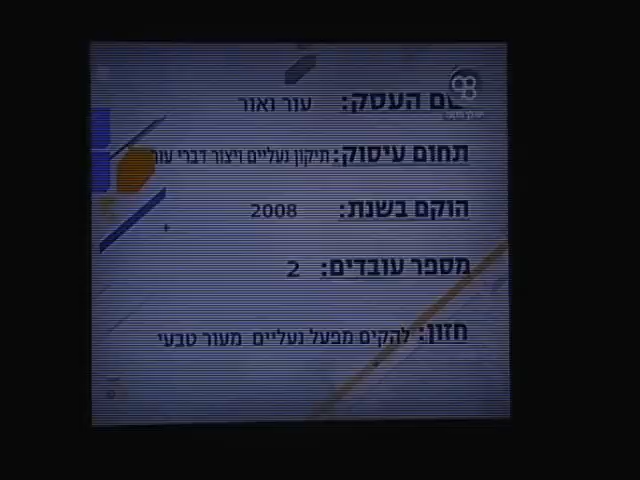 שם העסק: עור ואור
תחום עיסוק: תיקון נעליים ויצור דברי עור
הוקם בשנת: 2008
מספר עובדים: 2
חזון: להקים מפעל נעליים מעור טבעי